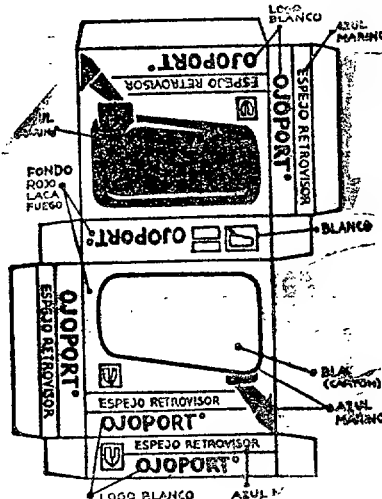 LOGO
BLANCO
AZUL
MARINO
OJOPORT°
ESPEJO RETROVISOR
OJOPORT°
ESPEJO RETROVISOR
FONDO
ROJO
LACA
FUEGO
OJOPORT°
BLANCO
OJOPORT°
ESPEJO RETROVISOR
(CARTON)
ESPEJO RETROVISOR
AZUL
MARINO
OJOPORT°
ESPEJO RETROVISOR
OJOPORT°
LOGO BLANCO